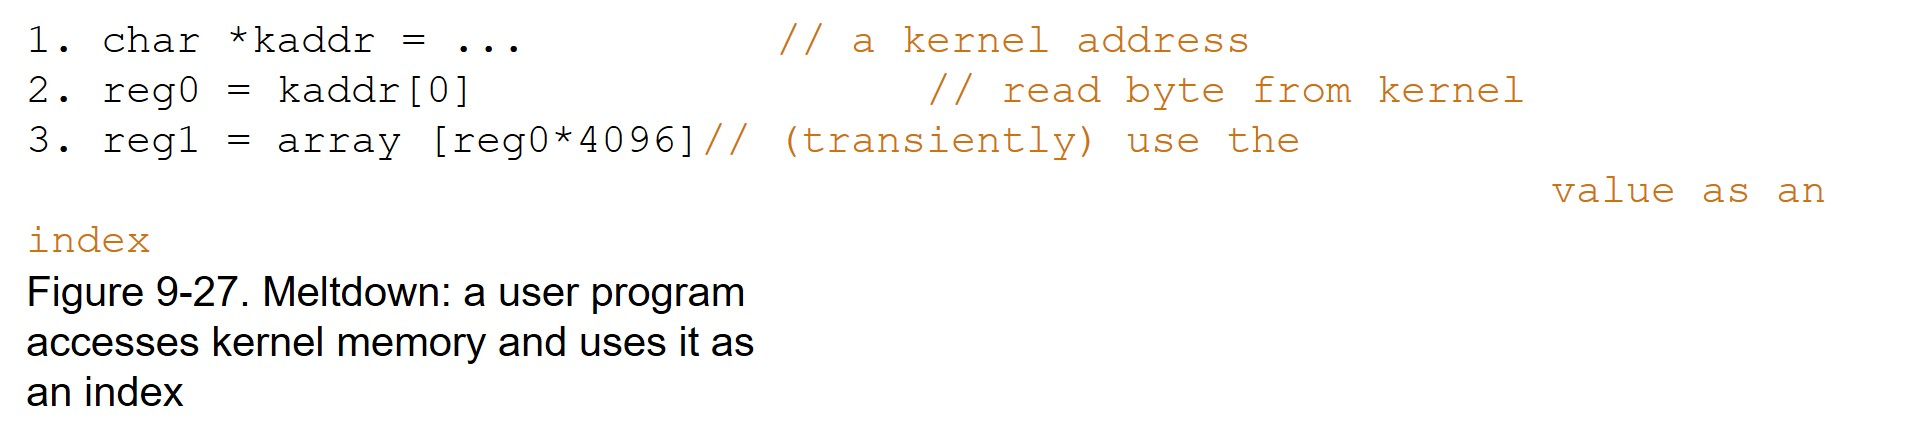 1. char *kaddr = ... // a kernel address
2. reg0 = kaddr[0] // read byte from kernel
3. reg1 = array [reg0*4096]// (transiently) use the
value as an
index
Figure 9-27. Meltdown: a user program
accesses kernel memory and uses it as
an index